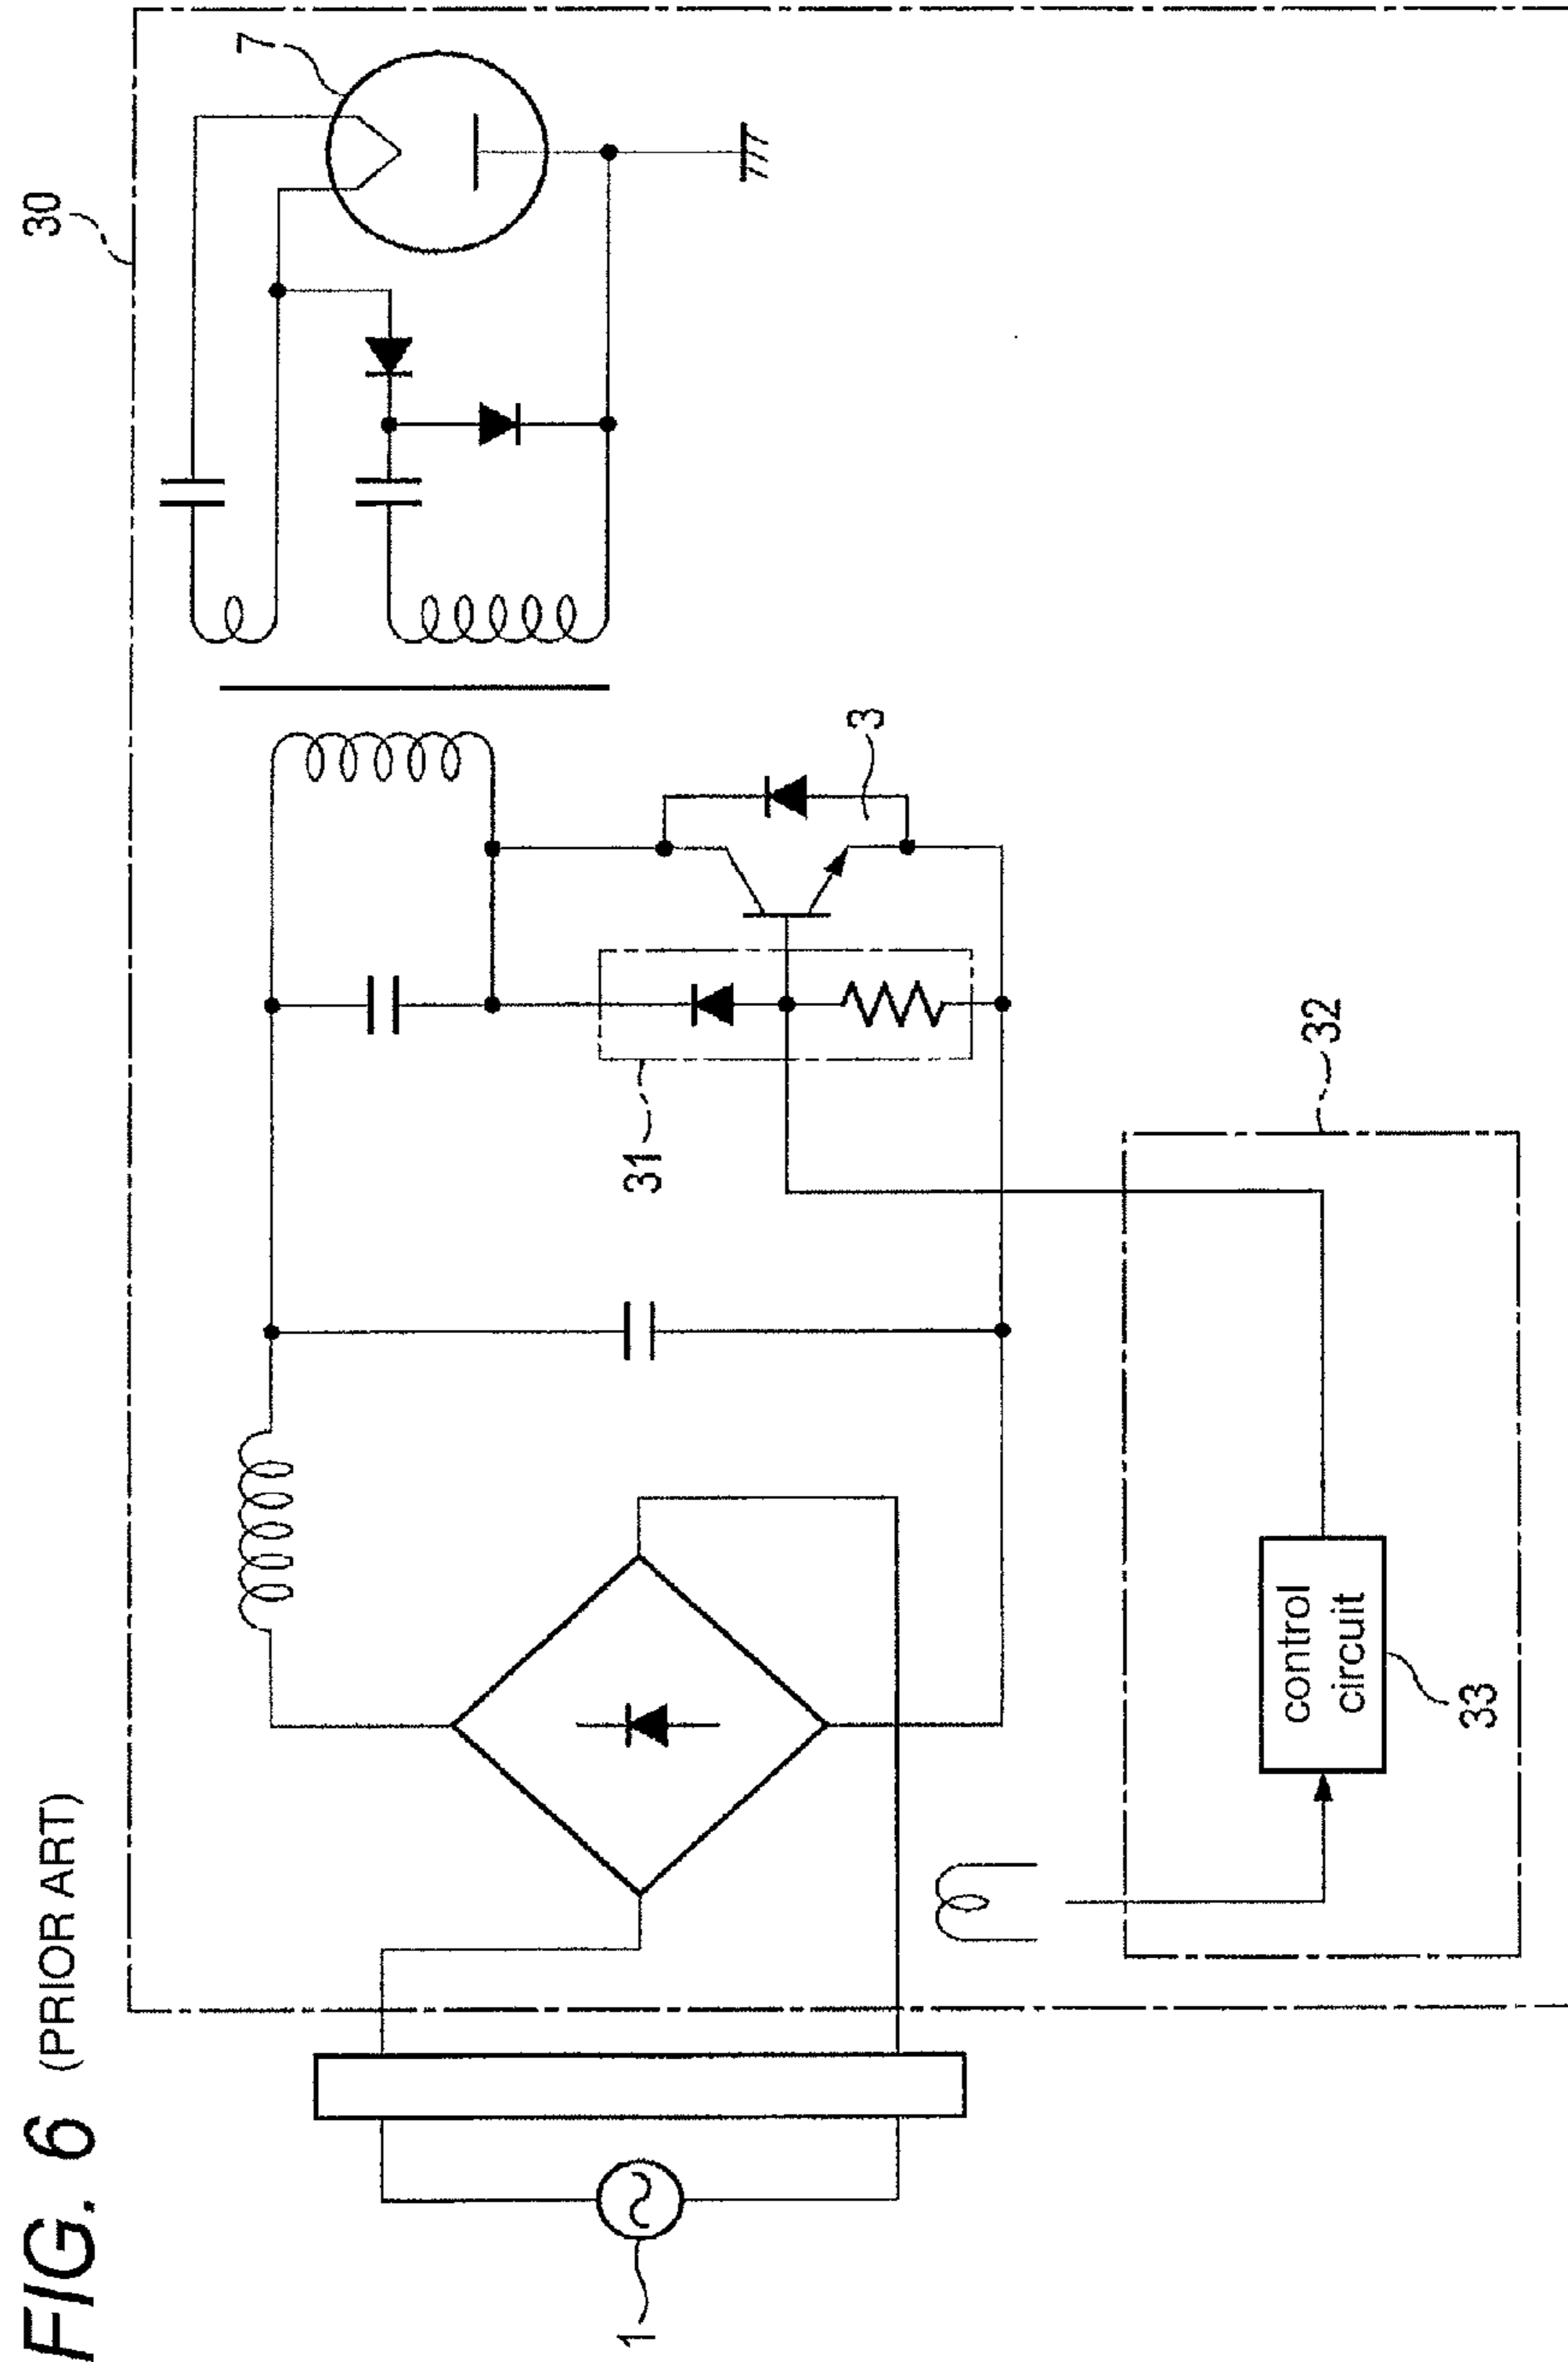 FIG. 6 (PRIOR ART)
30
7
3
31
32
control
circuit
33
1